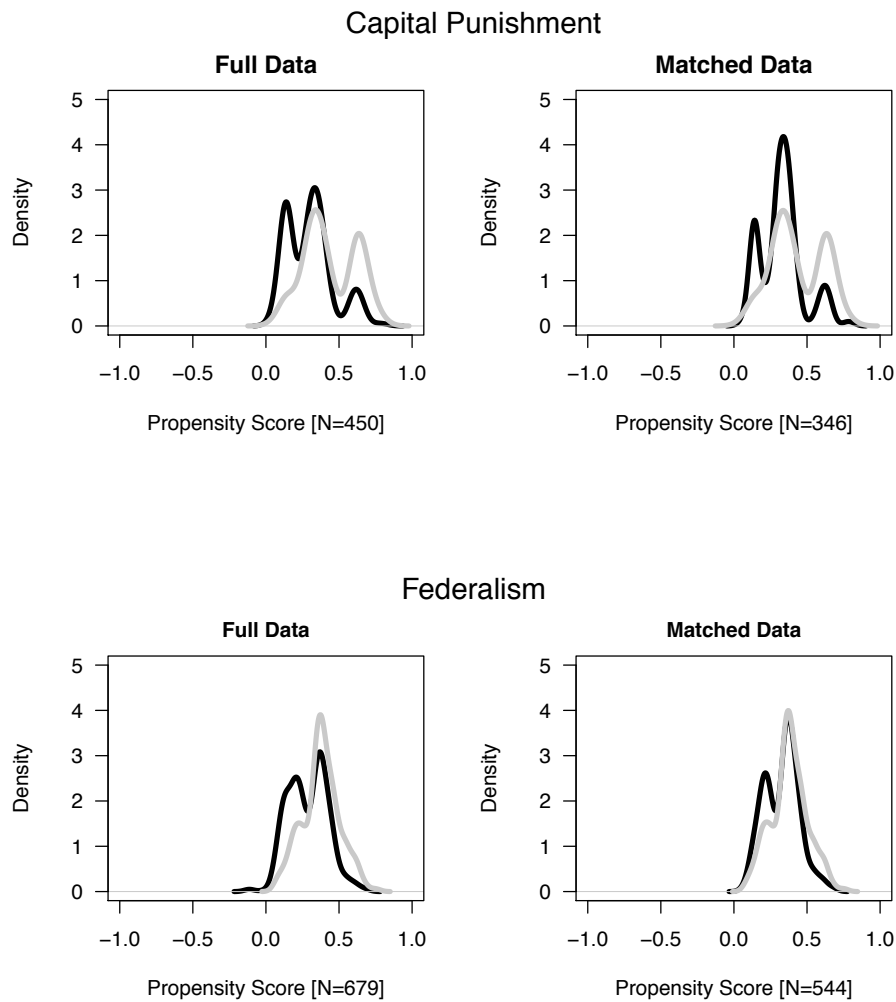 Capital Punishment
Full Data
Matched Data
5
4
3
2
1
0
Density
−1.0 −0.5 0.0 0.5 1.0
Propensity Score [N=450]
5
4
3
2
1
0
Density
−1.0 −0.5 0.0 0.5 1.0
Propensity Score [N=346]
Federalism
Full Data
Matched Data
5
4
3
2
1
0
Density
−1.0 −0.5 0.0 0.5 1.0
Propensity Score [N=679]
5
4
3
2
1
0
Density
−1.0 −0.5 0.0 0.5 1.0
Propensity Score [N=544]